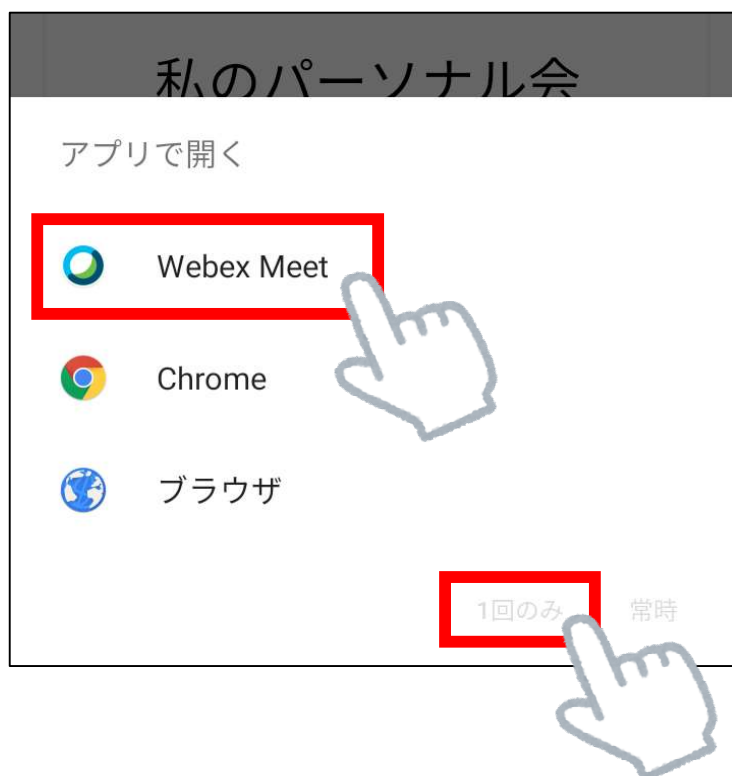 私のパーソナル会
アプリで開く
Webex Meet
Chrome
ブラウザ
1回のみ 常時